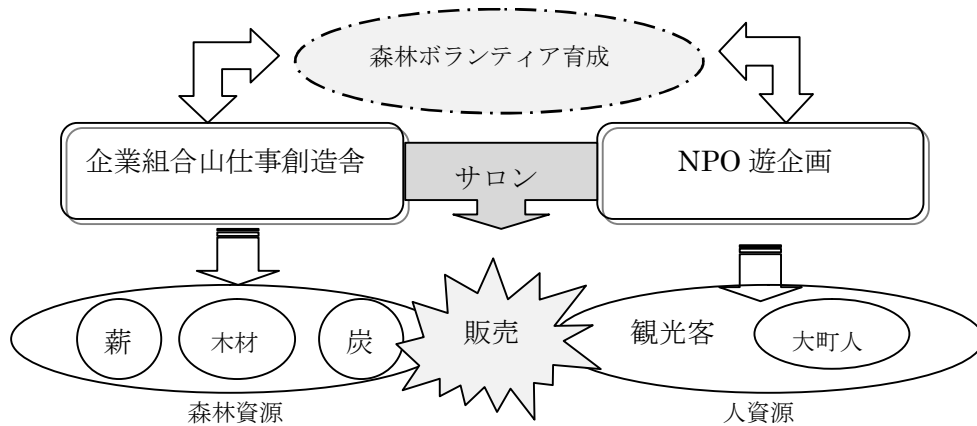 森林ボランティア育成
企業組合山仕事創造舎
サロン
NPO 遊企画
薪
木材
炭
販売
観光客
大町人
森林資源
人資源